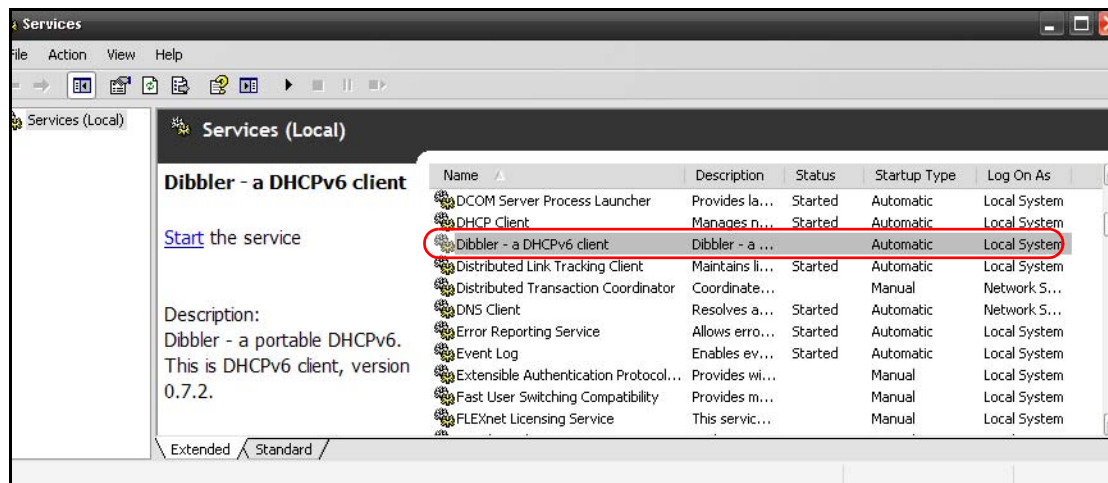 Services
File Action View Help
Services (Local)
Services (Local)
Dibbler - a DHCPv6 client
Start the service
Description:
Dibbler - a portable DHCPv6.
This is DHCPv6 client, version
0.7.2.
Name Description Status Startup Type Log On As
DCOM Server Process Launcher Provides la... Started Automatic Local System
DHCP Client Manages n... Started Automatic Local System
Dibbler - a DHCPv6 client Dibbler - a ... Automatic Local System
Distributed Link Tracking Client Maintains li... Started Automatic Local System
Distributed Transaction Coordinator Coordinate... Manual Network S...
DNS Client Resolves a... Started Automatic Network S...
Error Reporting Service Allows erro... Started Automatic Local System
Event Log Enables ev... Started Automatic Local System
Extensible Authentication Protocol... Provides wi... Manual Local System
Fast User Switching Compatibility Provides m... Manual Local System
FLEXnet Licensing Service This servic... Manual Local System
Extended Standard